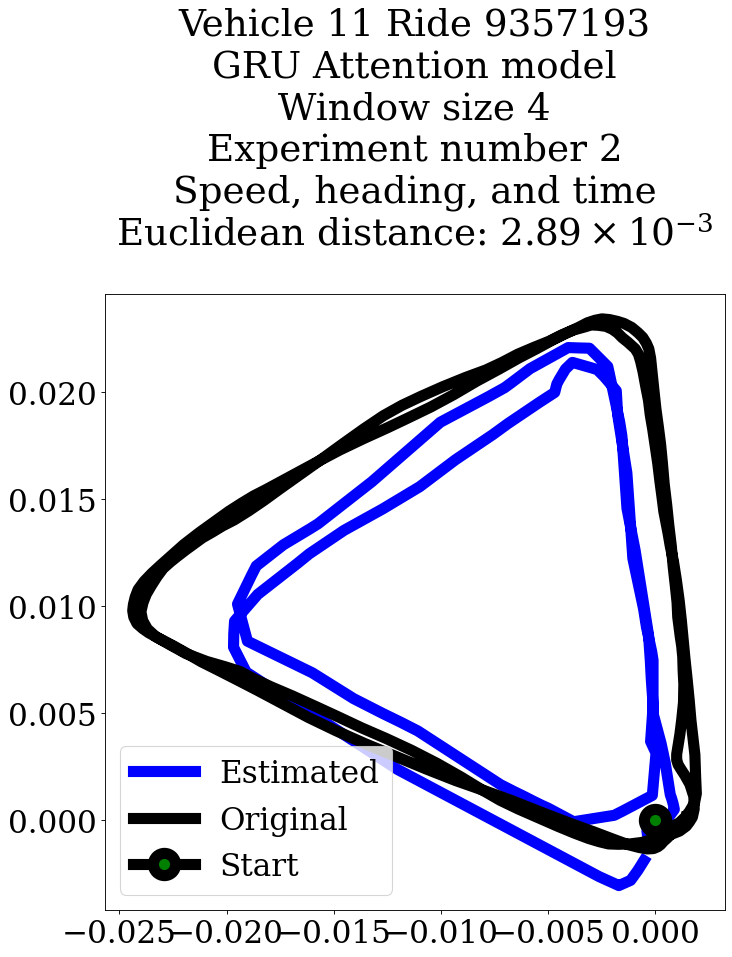 Vehicle 11 Ride 9357193
GRU Attention model
Window size 4
Experiment number 2
Speed, heading, and time
Euclidean distance: 2.89 × 10⁻³
0.020
0.015
0.010
0.005
0.000
Estimated
Original
Start
−0.025 −0.020 −0.015 −0.010 −0.005 0.000